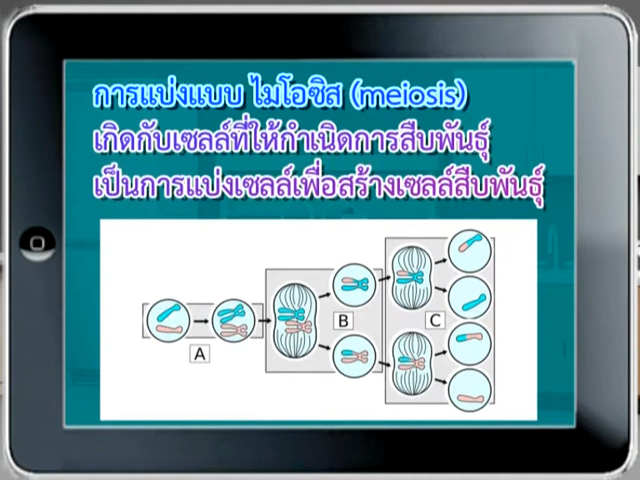 การแบ่งแบบ ไมโอซิส (meiosis)
เกิดกับเซลล์ที่ให้กำเนิดการสืบพันธุ์
เป็นการแบ่งเซลล์เพื่อสร้างเซลล์สืบพันธุ์
A
B
C